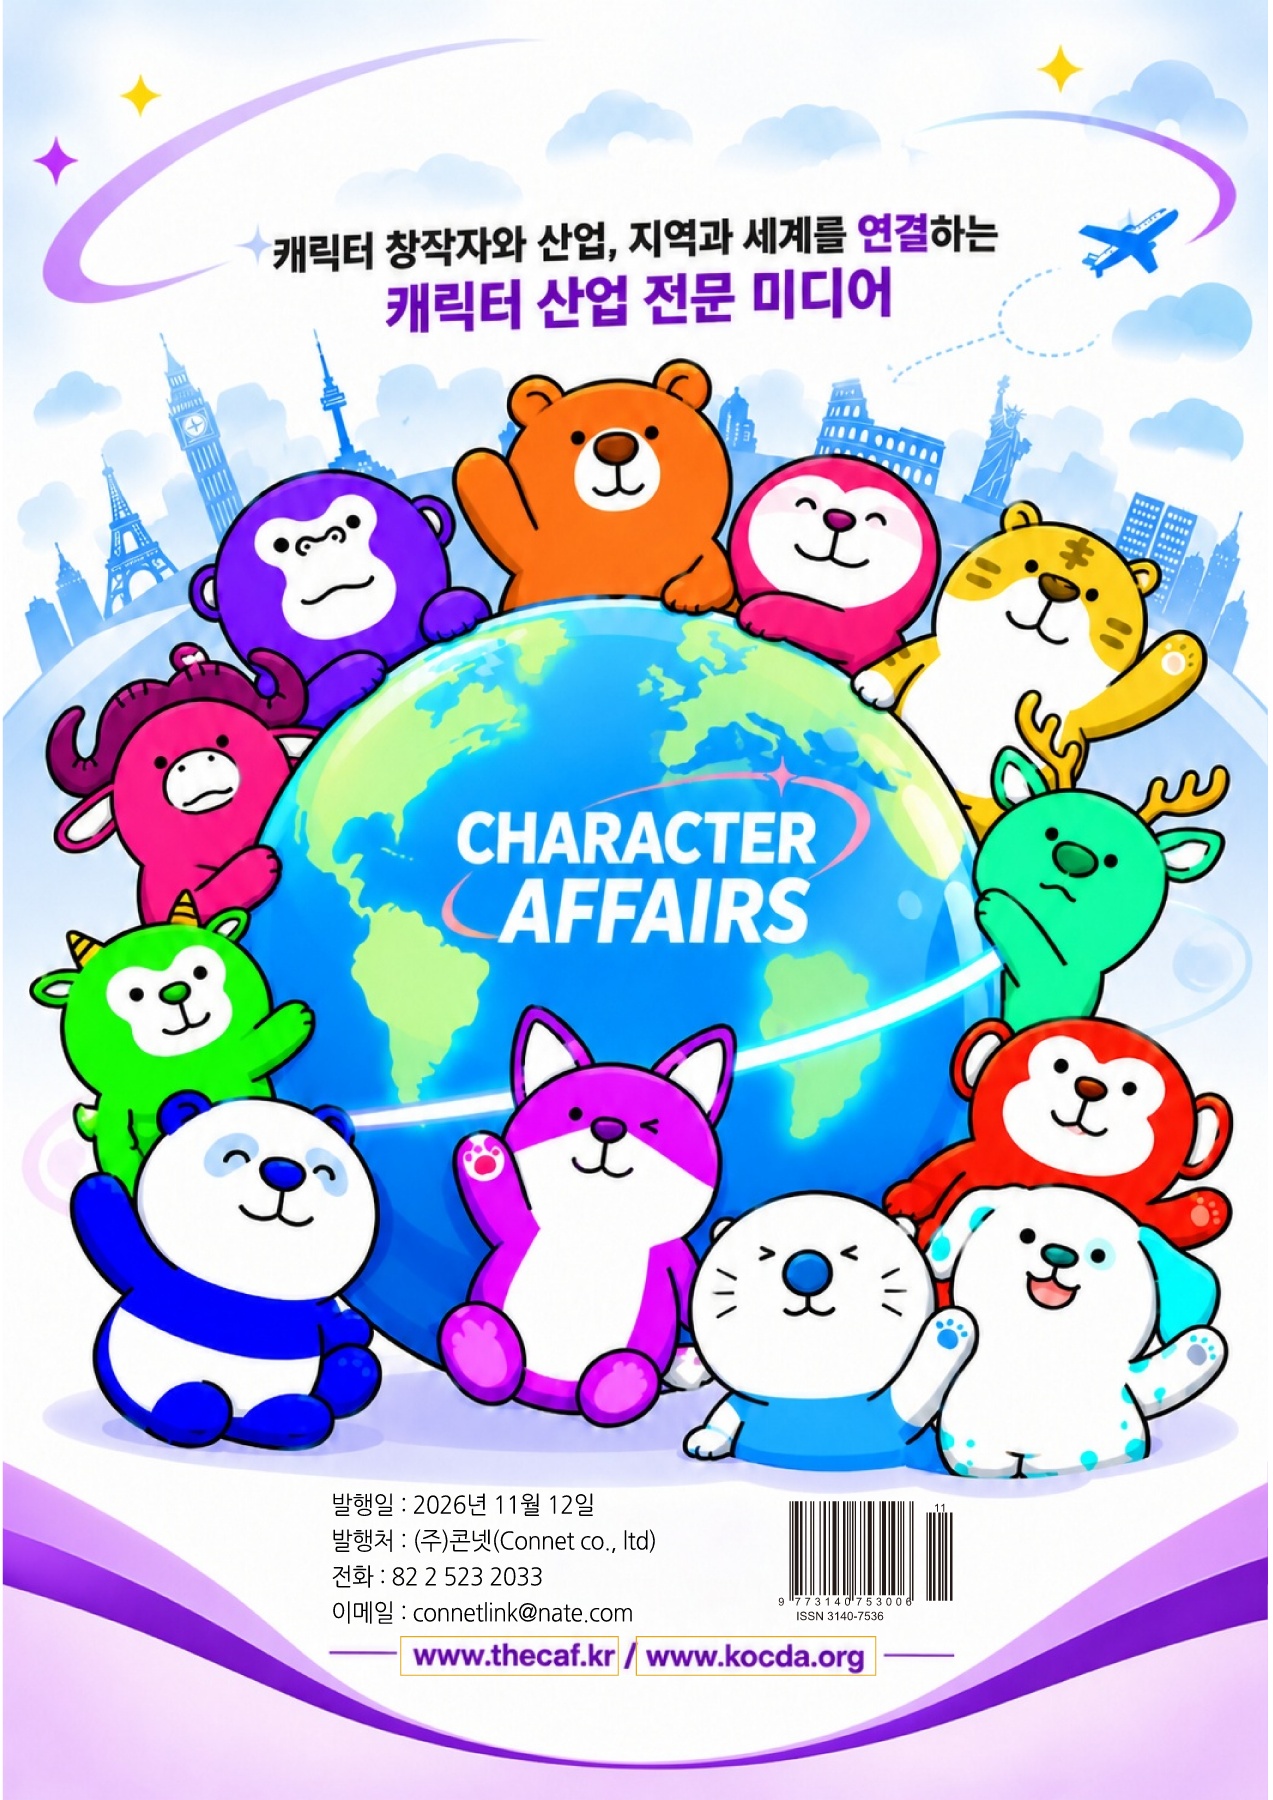 캐릭터 창작자와 산업, 지역과 세계를 연결하는
캐릭터 산업 전문 미디어
CHARACTER
AFFAIRS
발행일 : 2026년 11월 12일
발행처 : (주)콘넷(Connet co., ltd)
전화 : 82 2 523 2033
이메일 : connetlink@nate.com
11
9 773140 753006
ISSN 3140-7536
www.thecaf.kr / www.kocda.org